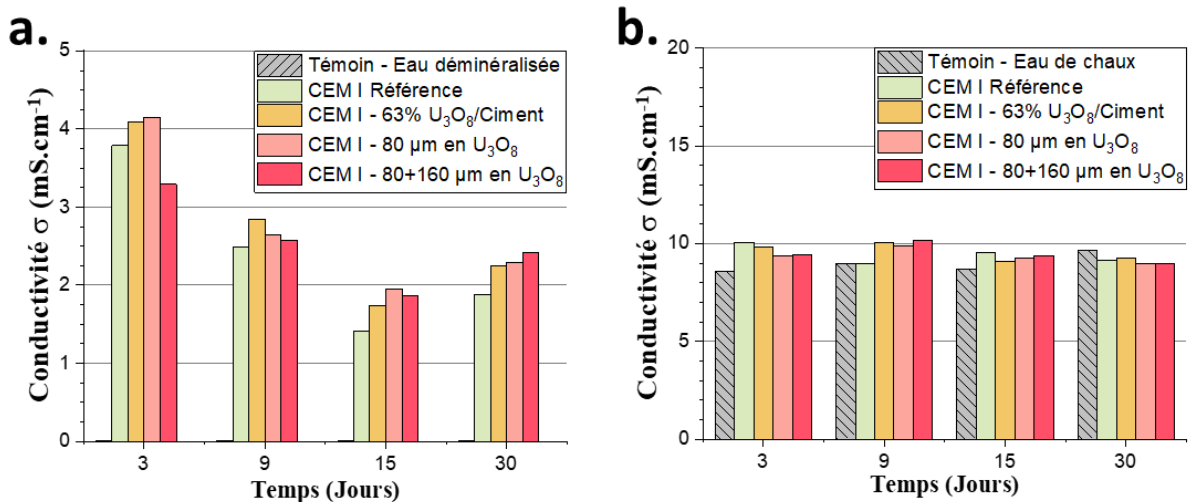 a.
Conductivité σ (mS.cm⁻¹)
5
4
3
2
1
0
Témoin - Eau déminéralisée
CEM I Référence
CEM I - 63% U₃O₈/Ciment
CEM I - 80 µm en U₃O₈
CEM I - 80+160 µm en U₃O₈
3 9 15 30
Temps (Jours)
b.
Conductivité σ (mS.cm⁻¹)
20
15
10
5
0
Témoin - Eau de chaux
CEM I Référence
CEM I - 63% U₃O₈/Ciment
CEM I - 80 µm en U₃O₈
CEM I - 80+160 µm en U₃O₈
3 9 15 30
Temps (Jours)